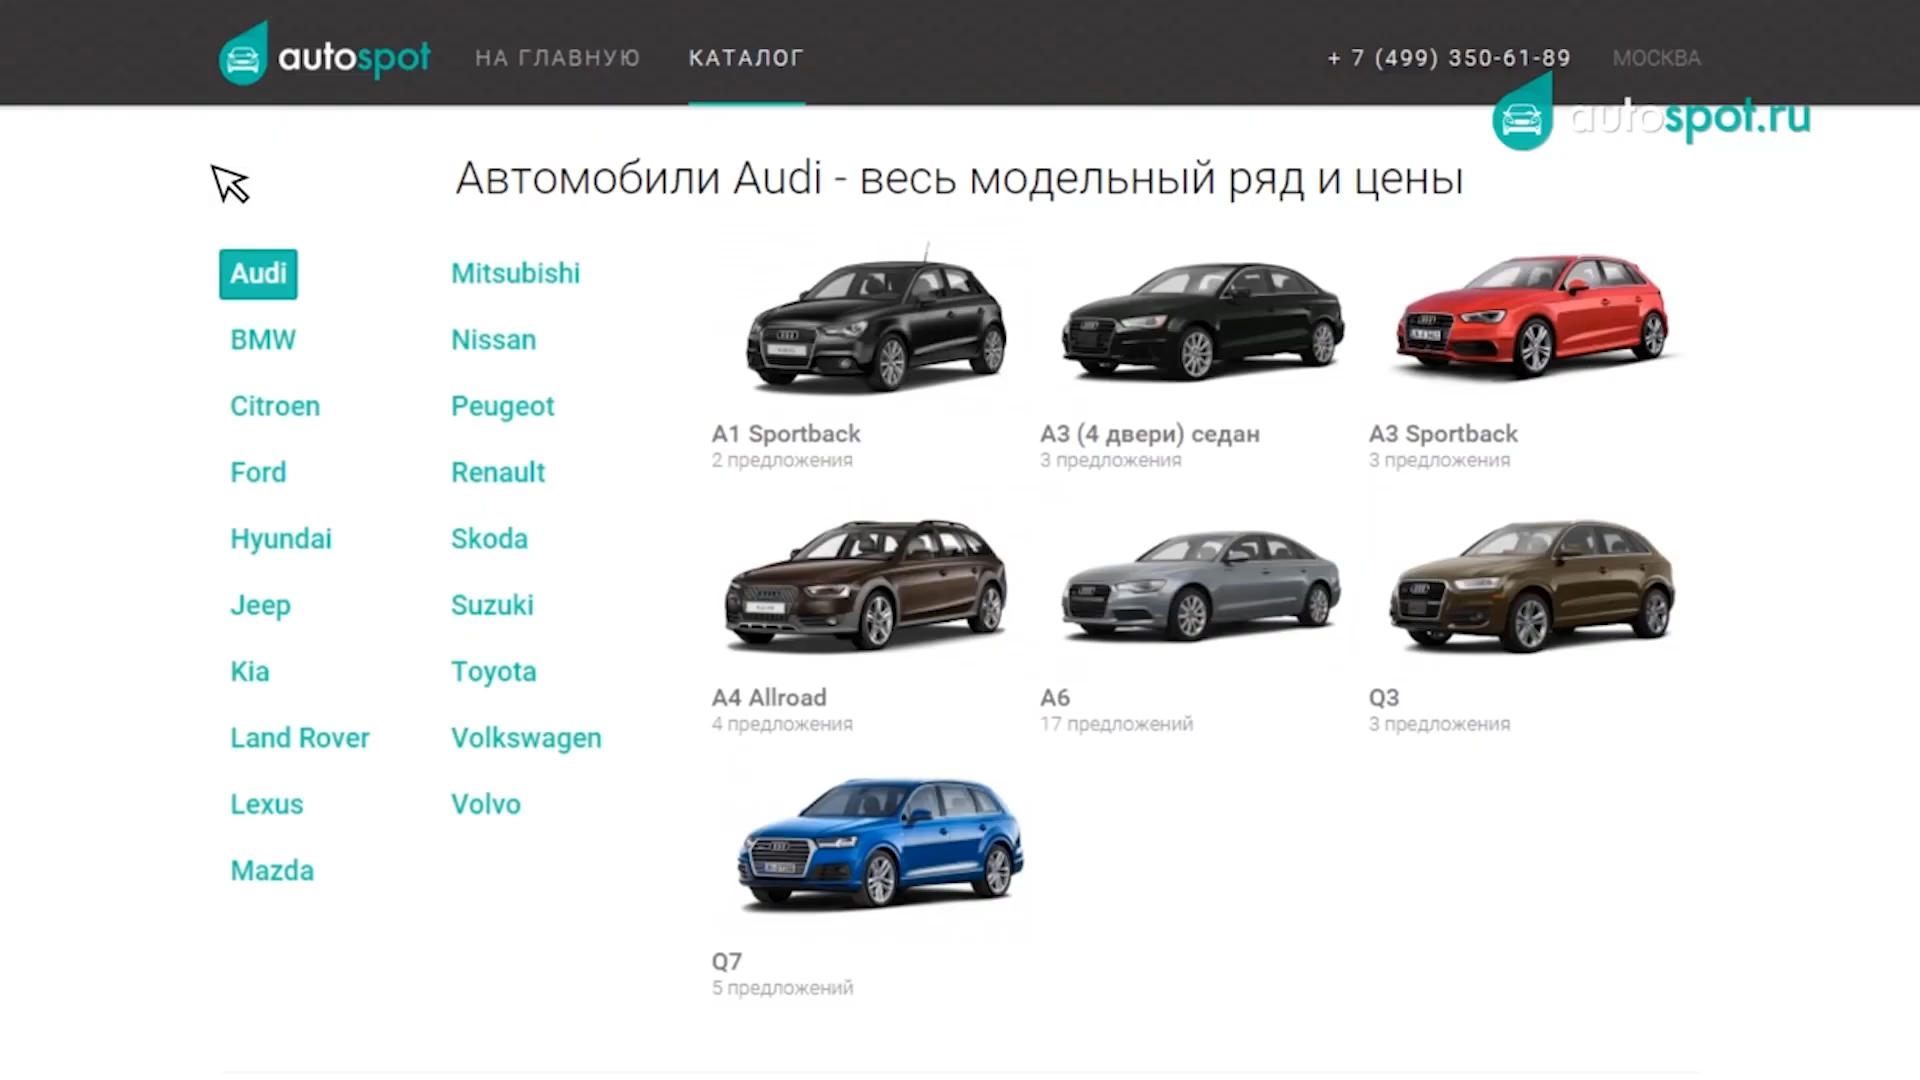 autospot
НА ГЛАВНУЮ
КАТАЛОГ
+ 7 (499) 350-61-89
МОСКВА
autospot.ru
Автомобили Audi - весь модельный ряд и цены
Audi
BMW
Citroen
Ford
Hyundai
Jeep
Kia
Land Rover
Lexus
Mazda
Mitsubishi
Nissan
Peugeot
Renault
Skoda
Suzuki
Toyota
Volkswagen
Volvo
A1 Sportback
2 предложения
A3 (4 двери) седан
3 предложения
A3 Sportback
3 предложения
A4 Allroad
4 предложения
A6
17 предложений
Q3
3 предложения
Q7
5 предложений